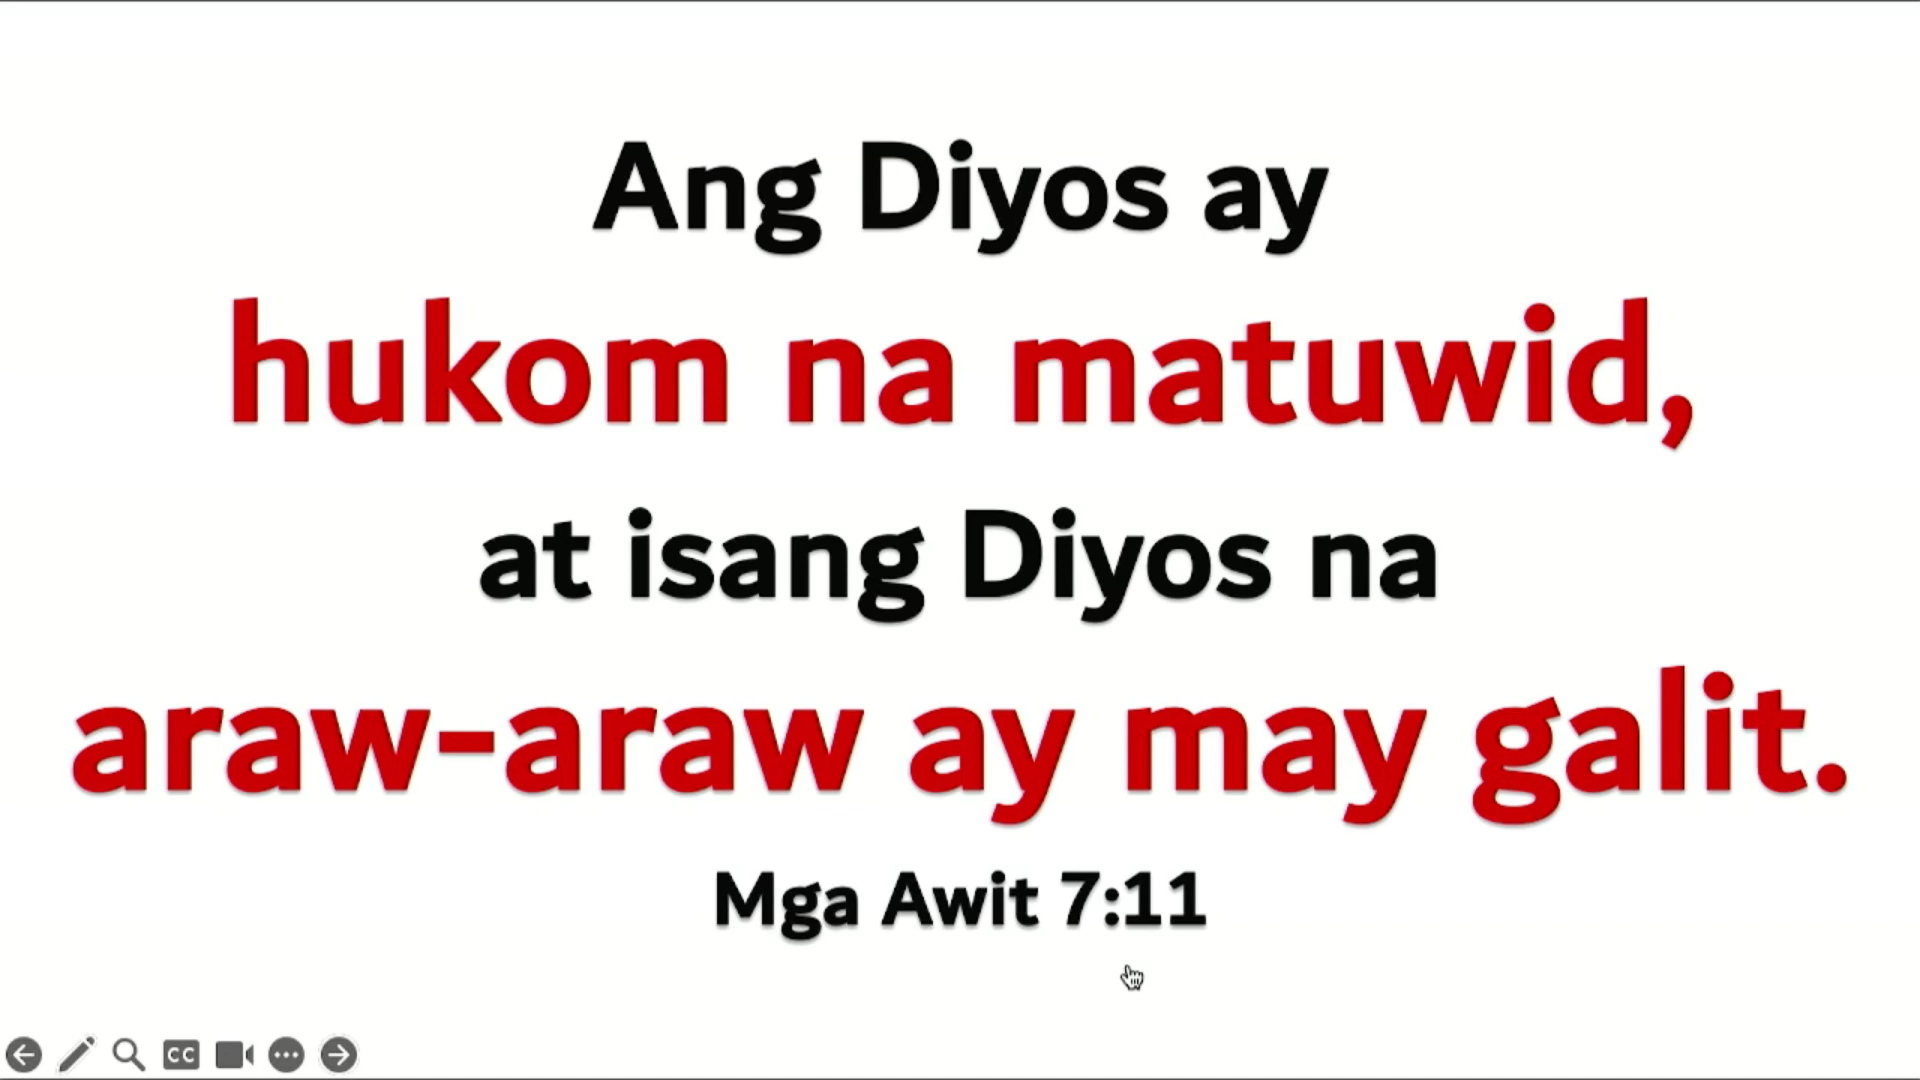 Ang Diyos ay
hukom na matuwid,
at isang Diyos na
araw-araw ay may galit.
Mga Awit 7:11
CC